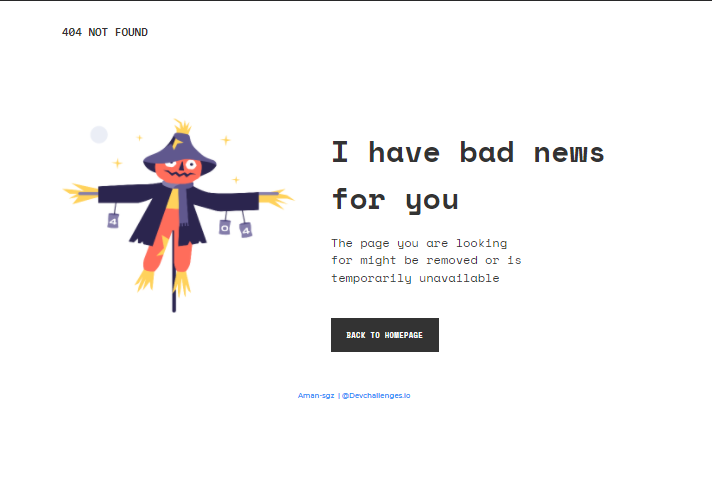 404 NOT FOUND
I have bad news
for you
The page you are looking
for might be removed or is
temporarily unavailable
4
0
4
BACK TO HOMEPAGE
Aman-sgz | @Devchallenges.io